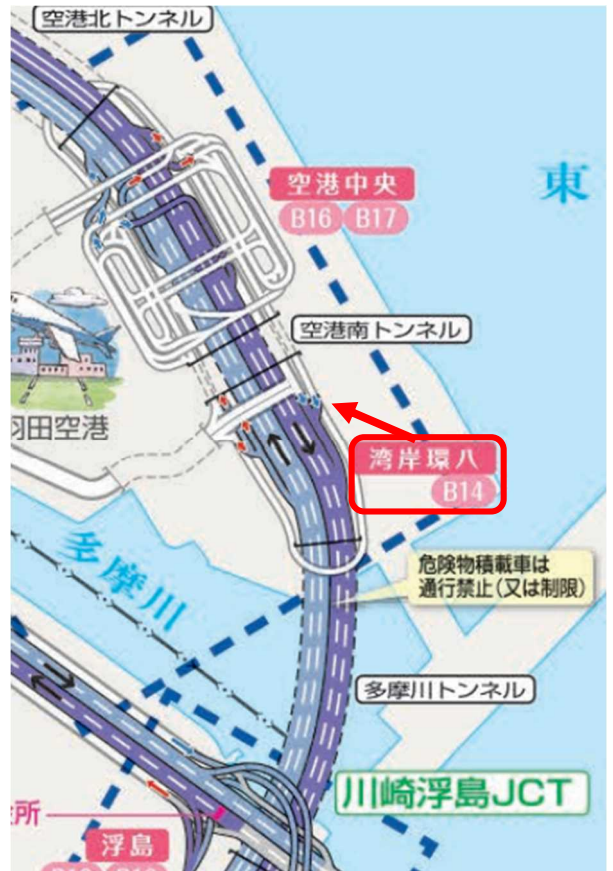 空港北トンネル
空港中央
B16 B17
東
空港南トンネル
羽田空港
湾岸環八
B14
多摩川
危険物積載車は
通行禁止(又は制限)
多摩川トンネル
川崎浮島JCT
所
浮島